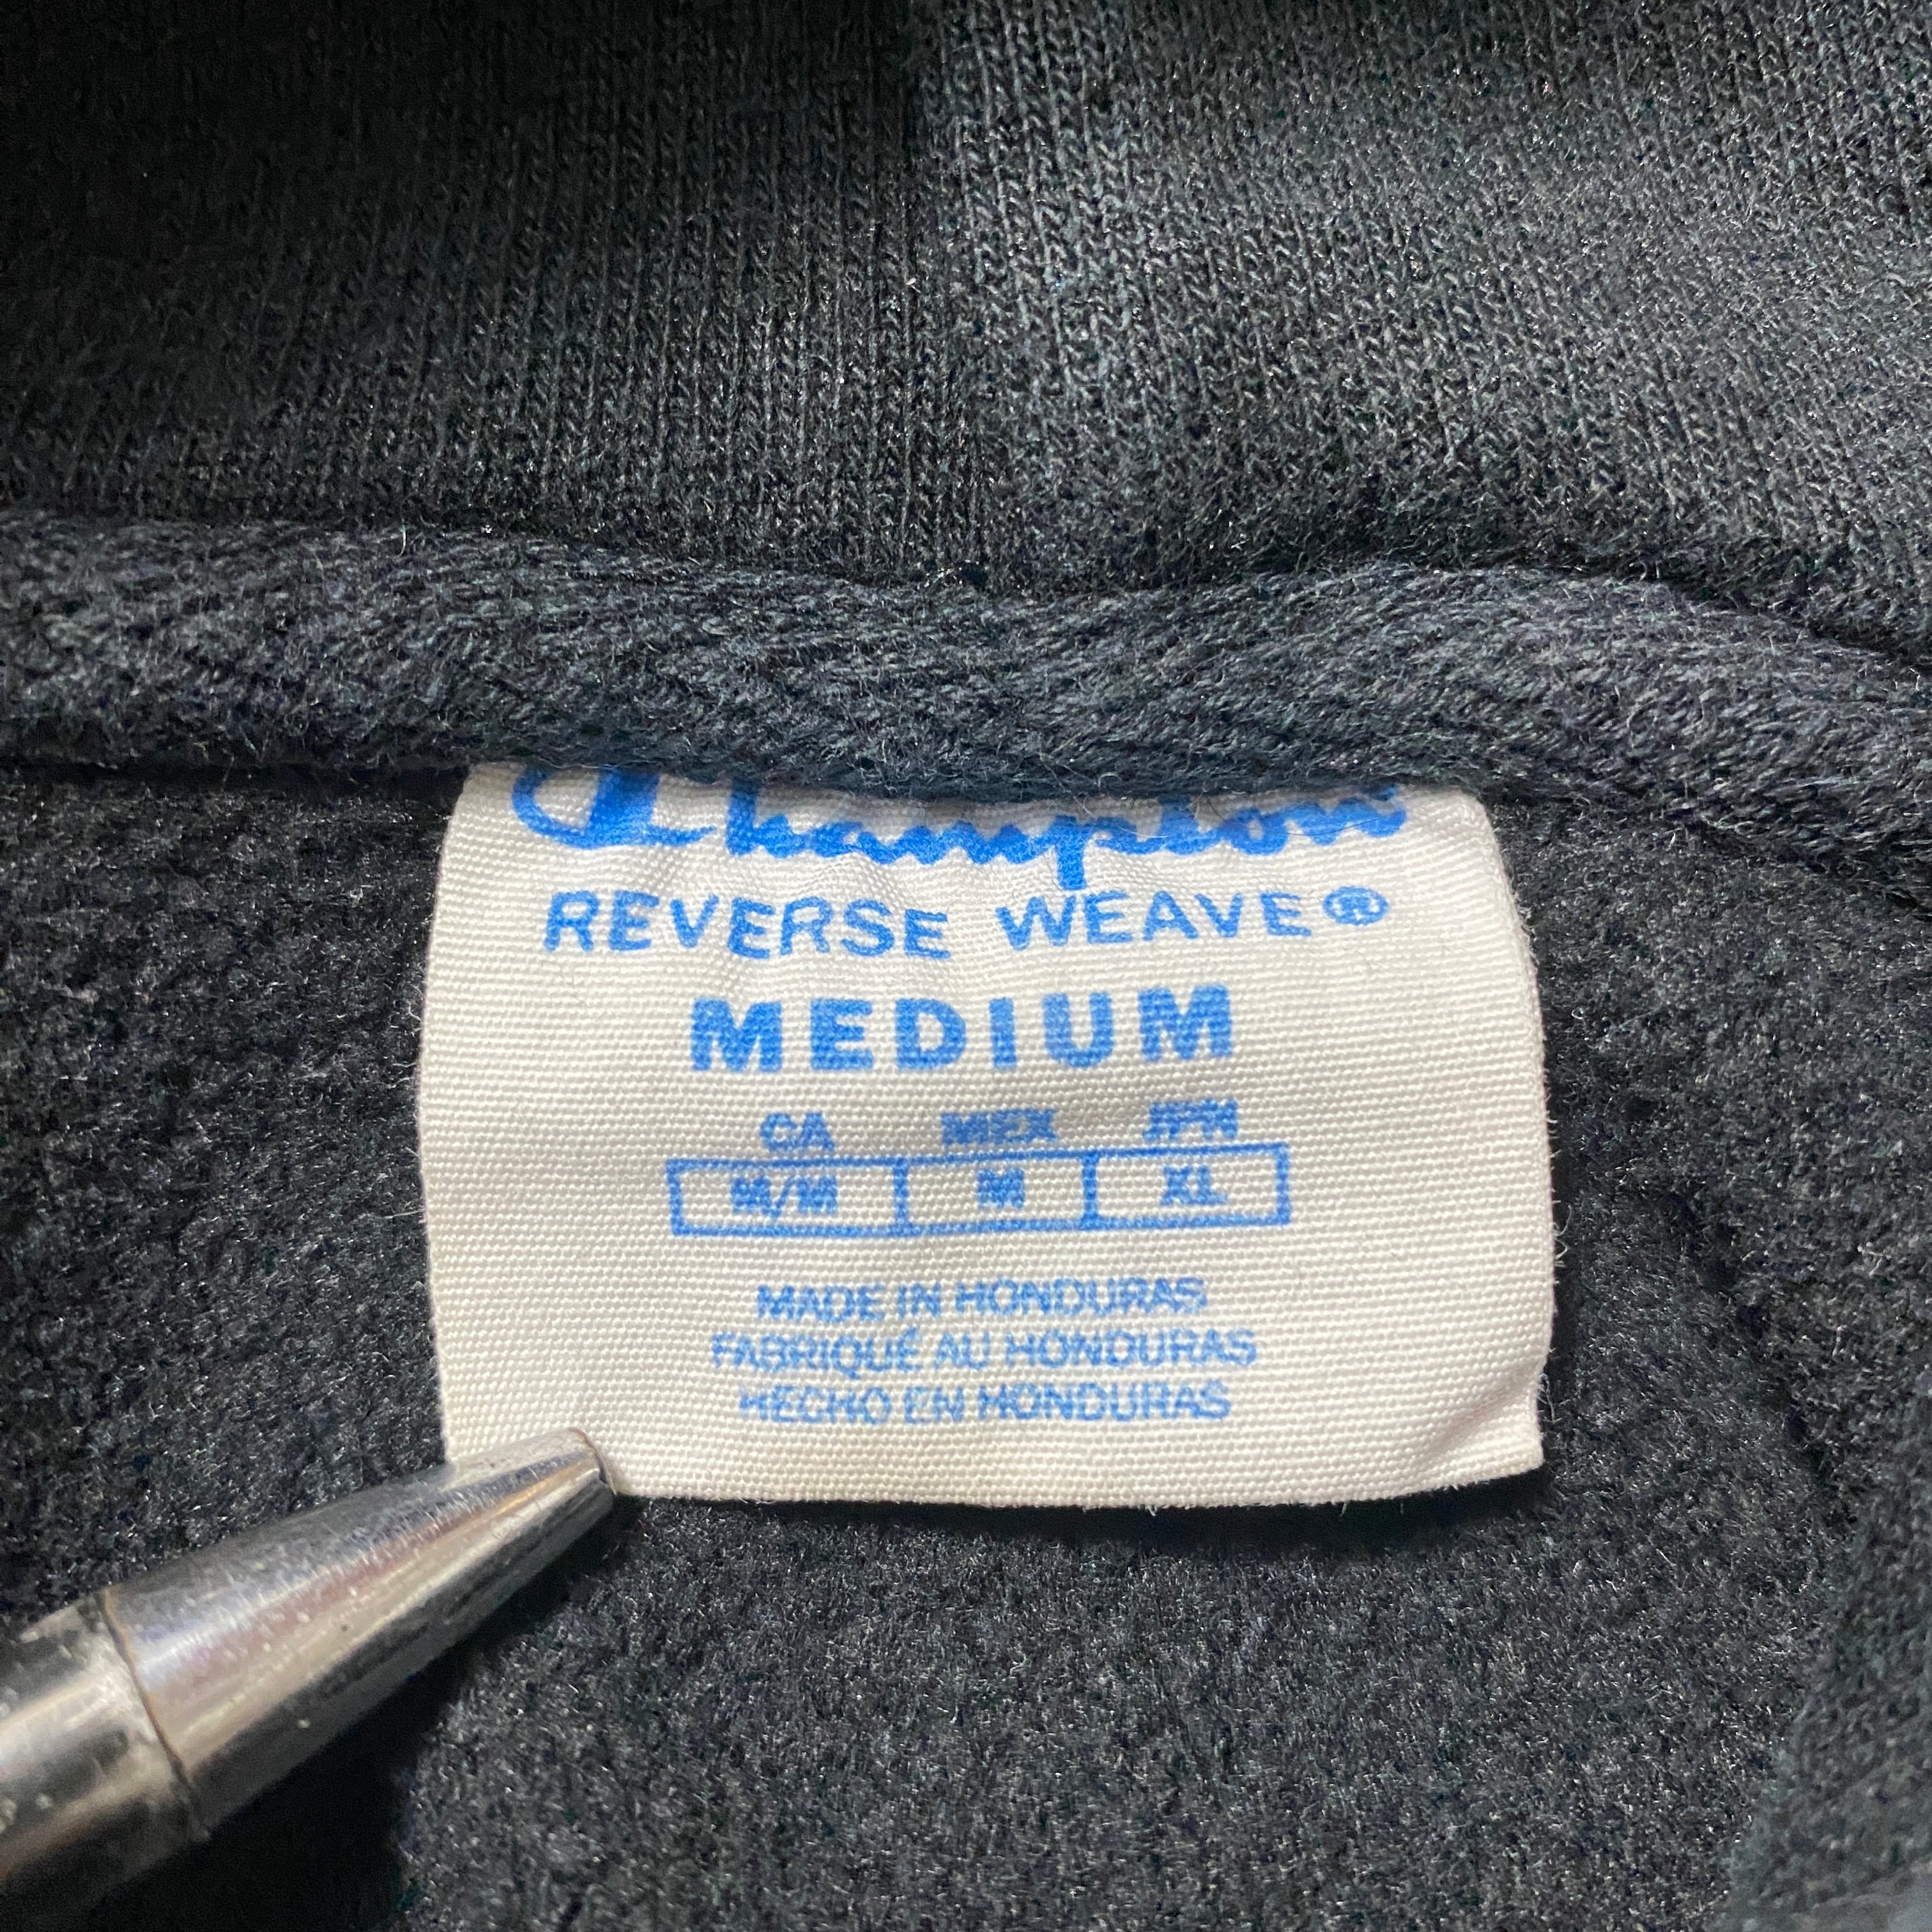 Champion
REVERSE WEAVE®
MEDIUM
CA MEX JPN
M/M M XL
MADE IN HONDURAS
FABRIQUÉ AU HONDURAS
HECHO EN HONDURAS